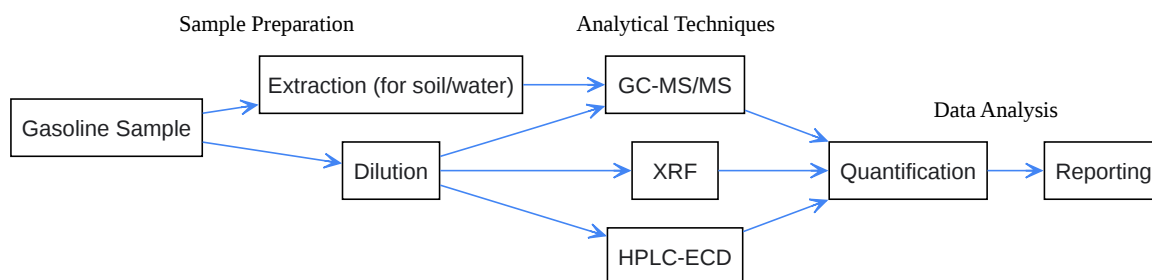 Sample Preparation
Analytical Techniques
Extraction (for soil/water)
GC-MS/MS
Data Analysis
Gasoline Sample
Dilution
XRF
Quantification
Reporting
HPLC-ECD